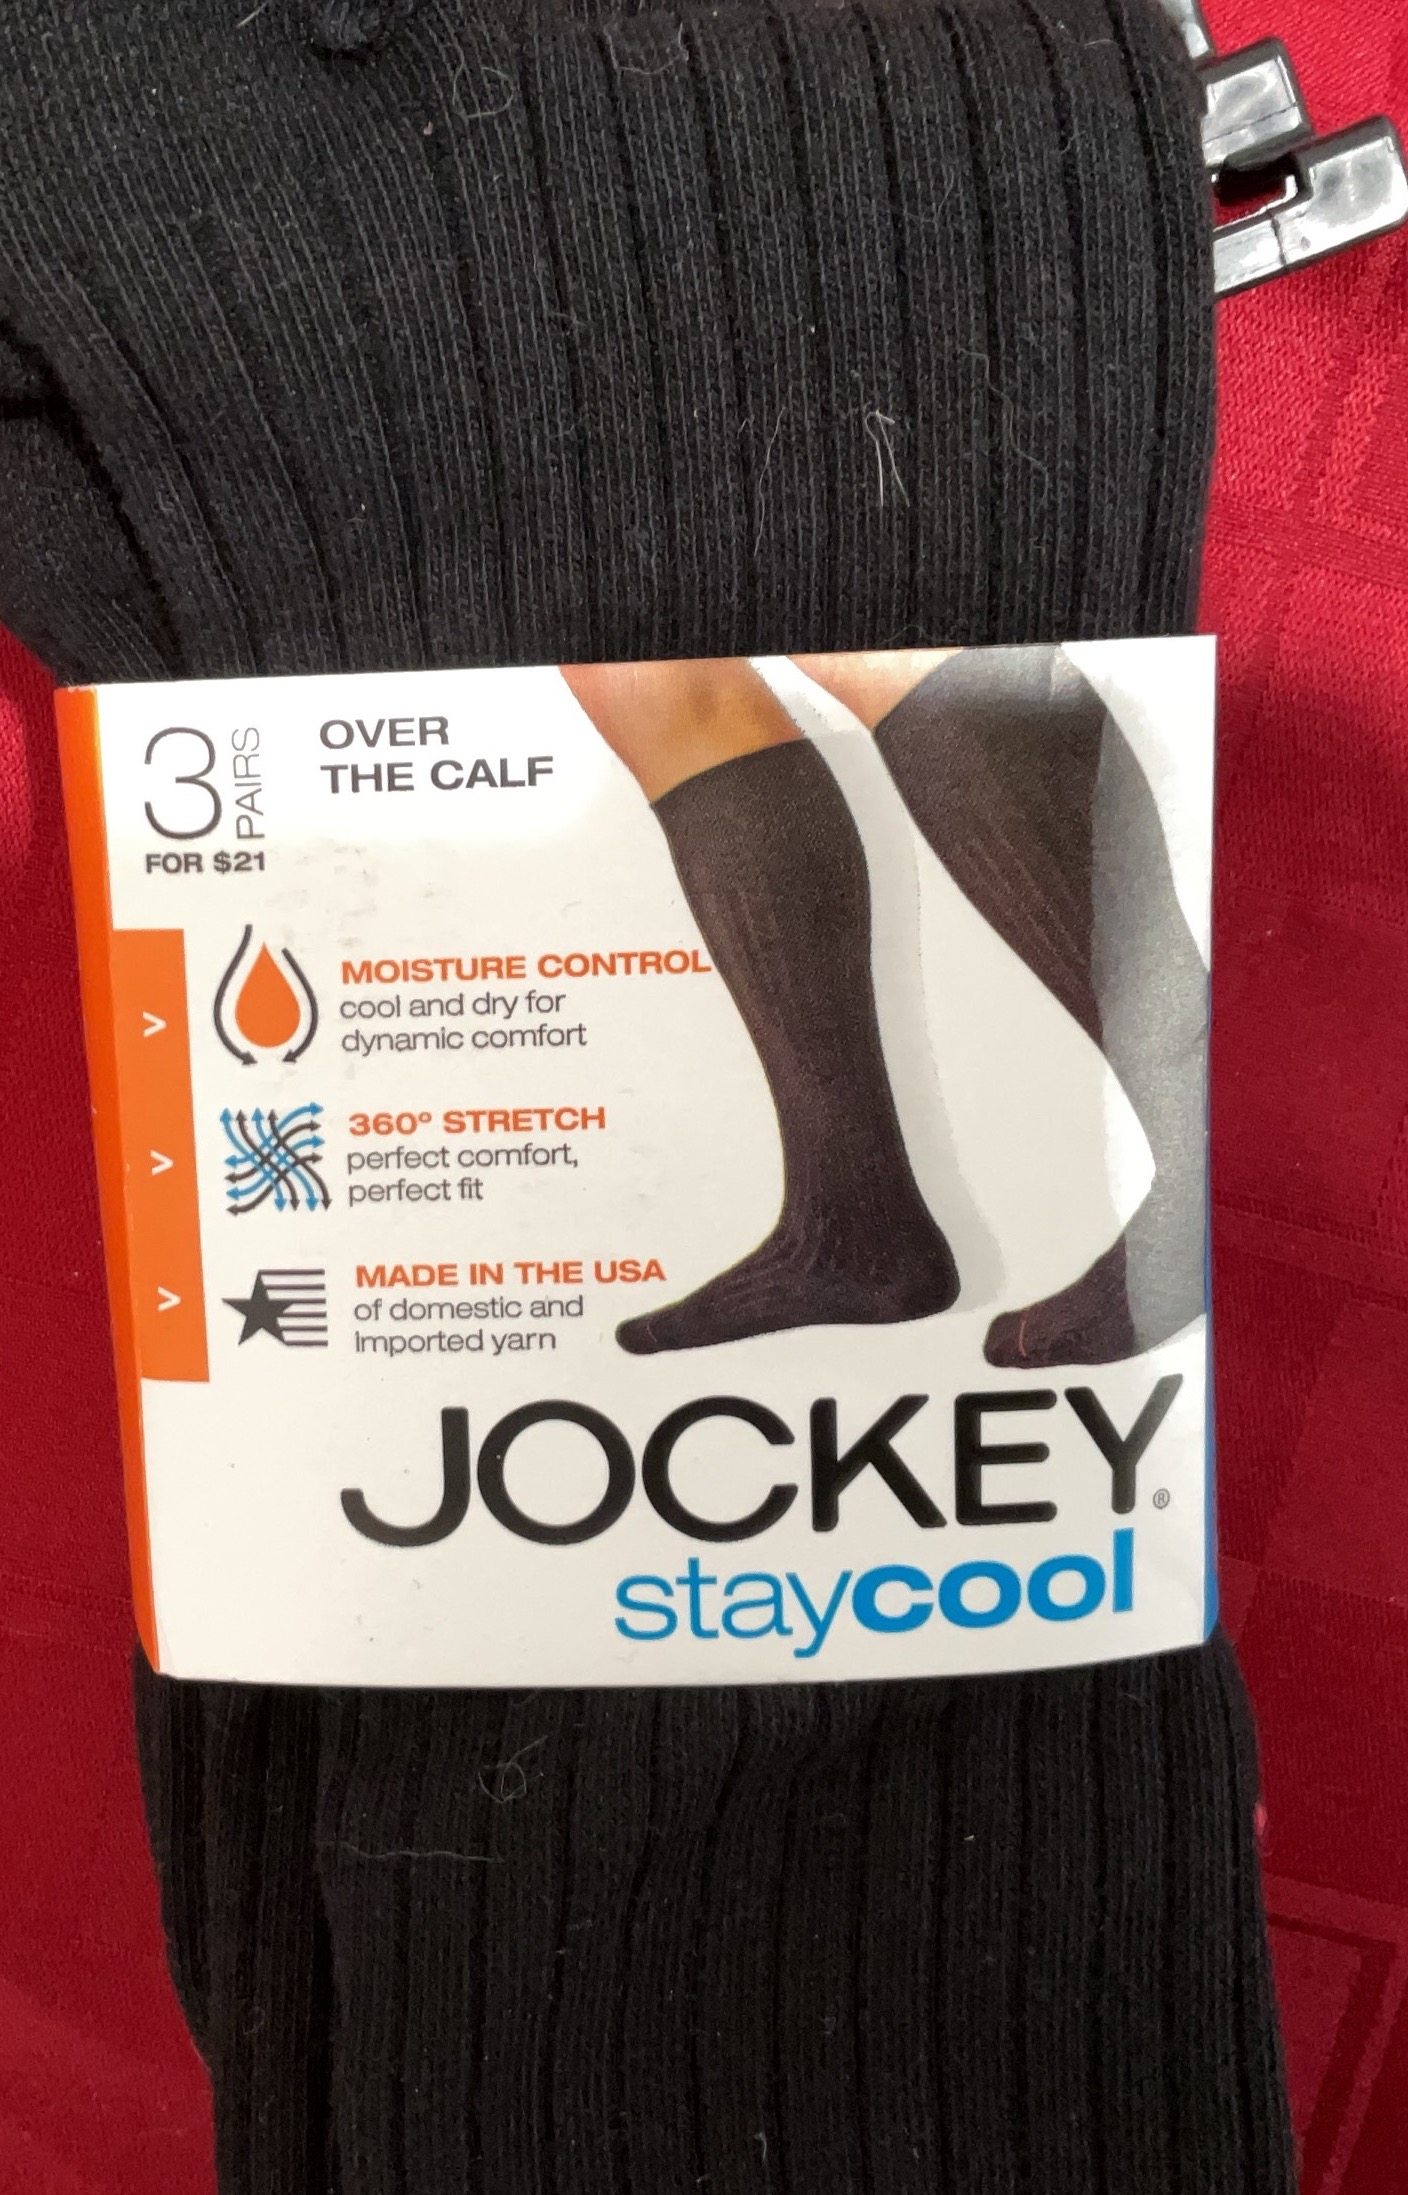 3 PAIRS
FOR $21
OVER
THE CALF
MOISTURE CONTROL
cool and dry for
dynamic comfort
360° STRETCH
perfect comfort,
perfect fit
MADE IN THE USA
of domestic and
Imported yarn
JOCKEY®
staycool